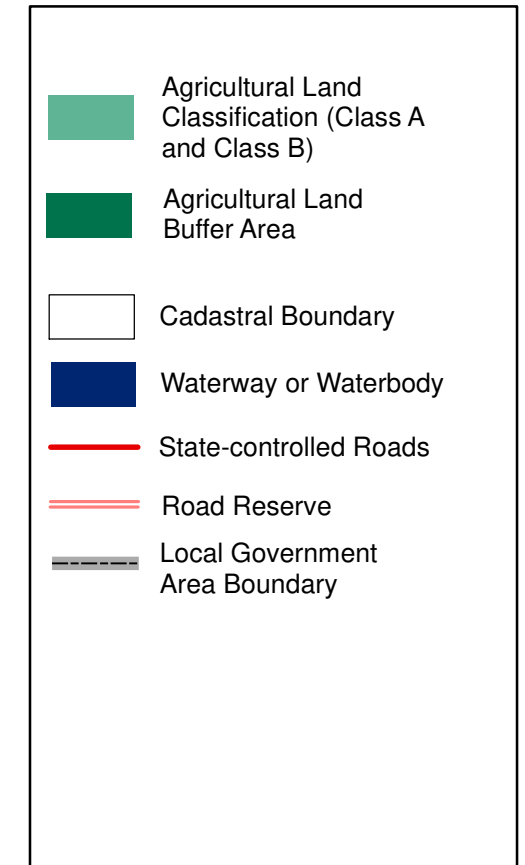 Agricultural Land
Classification (Class A
and Class B)
Agricultural Land
Buffer Area
Cadastral Boundary
Waterway or Waterbody
State-controlled Roads
Road Reserve
Local Government
Area Boundary